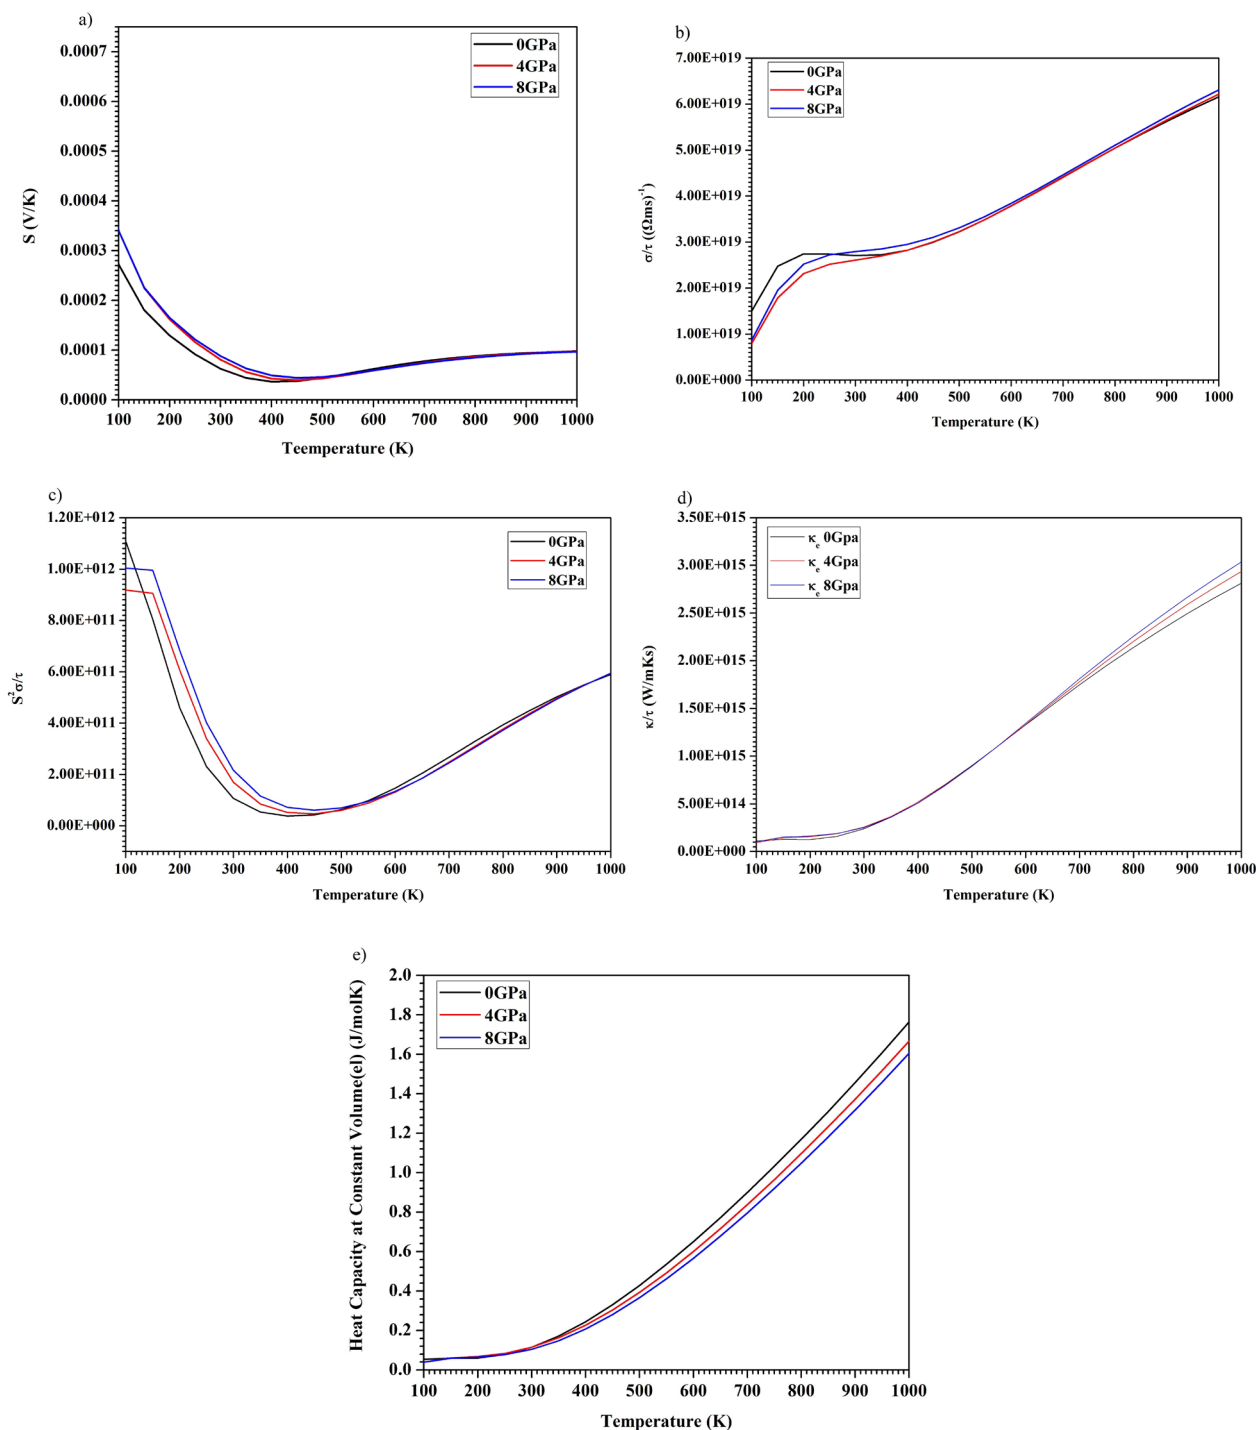 a)
0.0007
0.0006
0.0005
0.0004
0.0003
0.0002
0.0001
0.0000
S (V/K)
0GPa
4GPa
8GPa
100 200 300 400 500 600 700 800 900 1000
Teemperature (K)
b)
7.00E+019
6.00E+019
5.00E+019
4.00E+019
3.00E+019
2.00E+019
1.00E+019
0.00E+000
σ/τ ((Ωms)⁻¹
0GPa
4GPa
8GPa
100 200 300 400 500 600 700 800 900 1000
Temperature (K)
c)
1.20E+012
1.00E+012
8.00E+011
6.00E+011
4.00E+011
2.00E+011
0.00E+000
S²σ/τ
0GPa
4GPa
8GPa
100 200 300 400 500 600 700 800 900 1000
Temperature (K)
d)
3.50E+015
3.00E+015
2.50E+015
2.00E+015
1.50E+015
1.00E+015
5.00E+014
0.00E+000
κ/τ (W/mKs)
κₑ 0Gpa
κₑ 4Gpa
κₑ 8Gpa
100 200 300 400 500 600 700 800 900 1000
Temperature (K)
e)
2.0
1.8
1.6
1.4
1.2
1.0
0.8
0.6
0.4
0.2
0.0
Heat Capacity at Constant Volume(el) (J/molK)
0GPa
4GPa
8GPa
100 200 300 400 500 600 700 800 900 1000
Temperature (K)